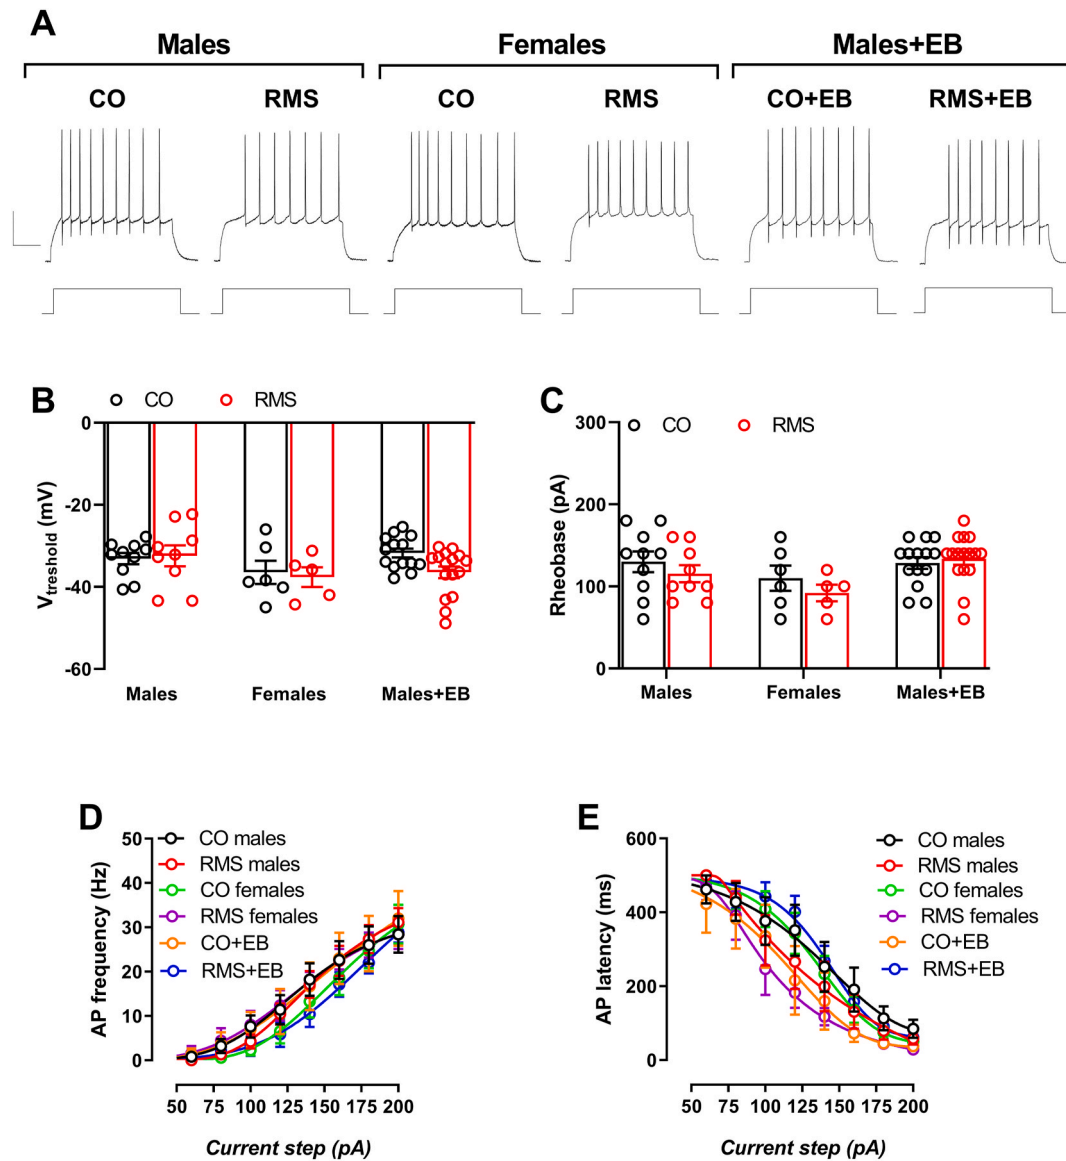 A
Males Females Males+EB
CO RMS CO RMS CO+EB RMS+EB
B
CO RMS
V_treshold (mV)
0
-20
-40
-60
Males Females Males+EB
C
CO RMS
Rheobase (pA)
300
200
100
0
Males Females Males+EB
D
CO males
RMS males
CO females
RMS females
CO+EB
RMS+EB
AP frequency (Hz)
50
40
30
20
10
0
50 75 100 125 150 175 200
Current step (pA)
E
CO males
RMS males
CO females
RMS females
CO+EB
RMS+EB
AP latency (ms)
600
400
200
0
50 75 100 125 150 175 200
Current step (pA)